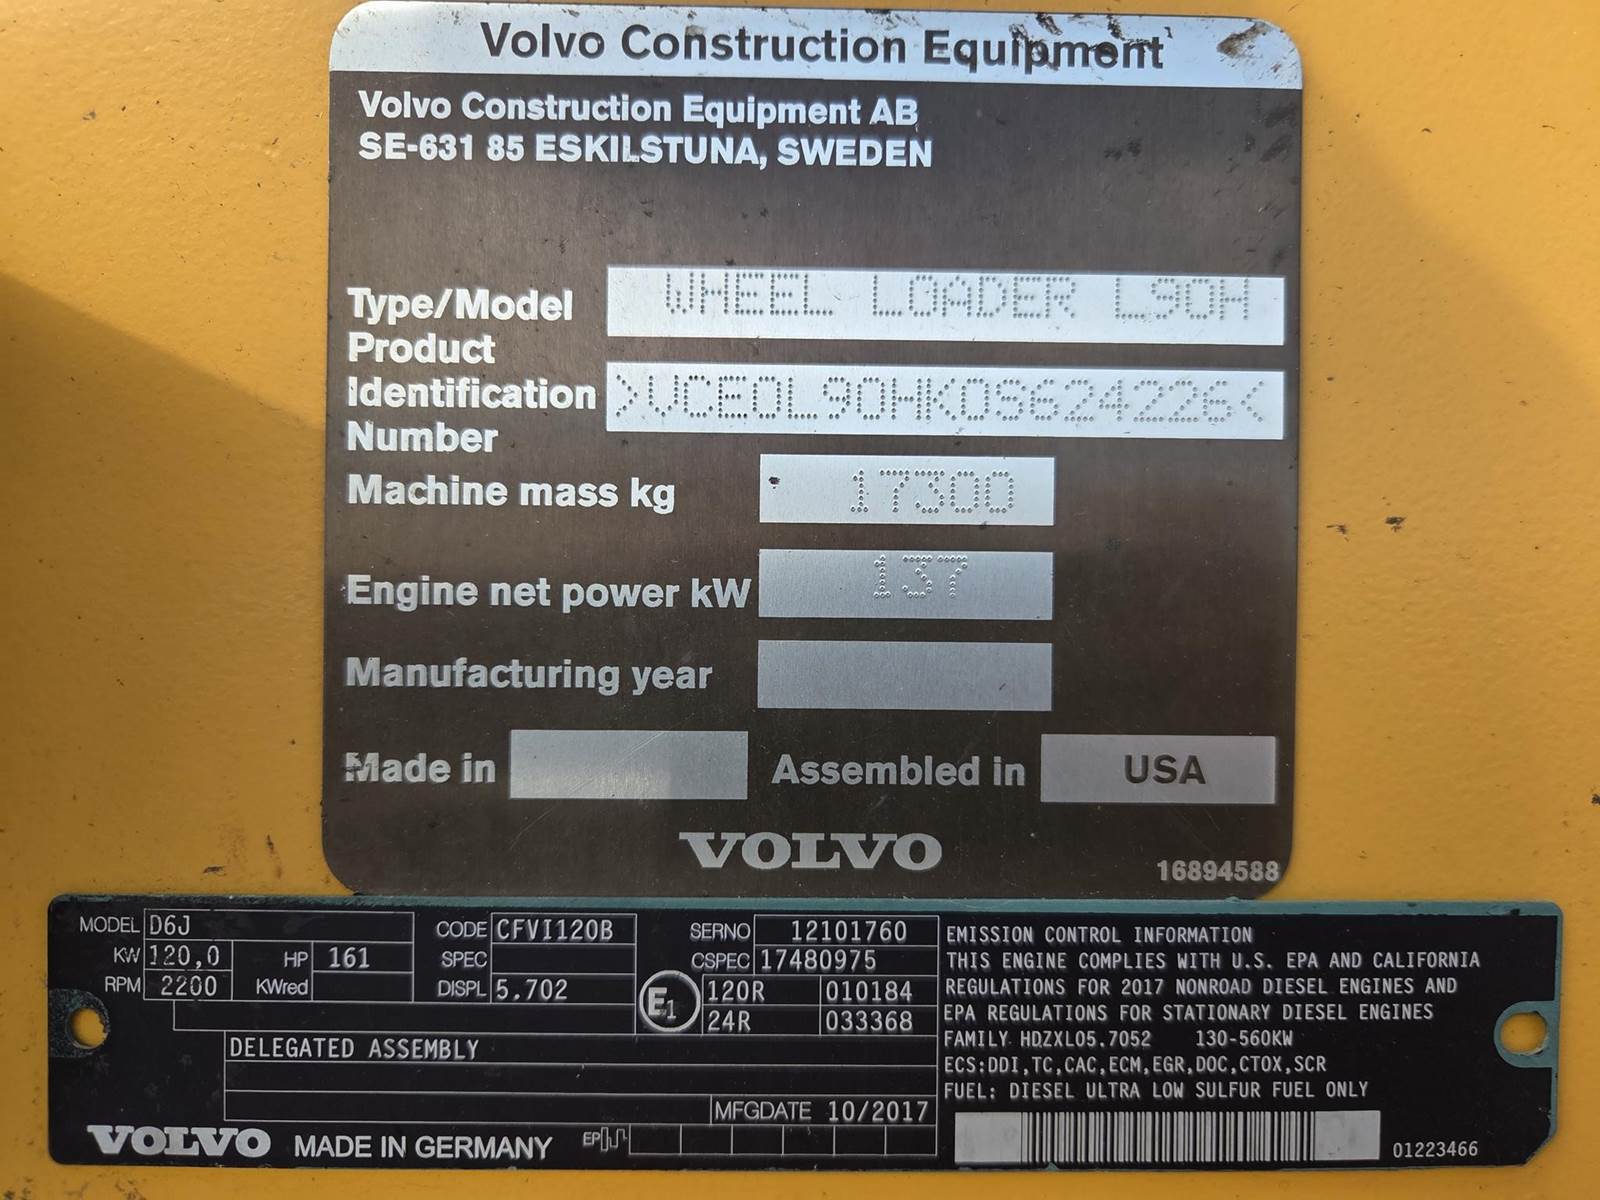 Volvo Construction Equipment
Volvo Construction Equipment AB
SE-631 85 ESKILSTUNA, SWEDEN
Type/Model WHEEL LOADER L90H
Product
Identification >VCE0L90HK0S624226<
Number
Machine mass kg 17300
Engine net power kW 137
Manufacturing year
Made in Assembled in USA
VOLVO
16894588
MODEL D6J CODE CFVI120B SERNO 12101760
KW 120,0 HP 161 SPEC CSPEC 17480975
RPM 2200 KWred DISPL 5.702 E1 120R 010184
24R 033368
DELEGATED ASSEMBLY
MFGDATE 10/2017
VOLVO MADE IN GERMANY EP
EMISSION CONTROL INFORMATION
THIS ENGINE COMPLIES WITH U.S. EPA AND CALIFORNIA
REGULATIONS FOR 2017 NONROAD DIESEL ENGINES AND
EPA REGULATIONS FOR STATIONARY DIESEL ENGINES
FAMILY HDZXL05.7052 130-560KW
ECS:DDI,TC,CAC,ECM,EGR,DOC,CTOX,SCR
FUEL: DIESEL ULTRA LOW SULFUR FUEL ONLY
01223466